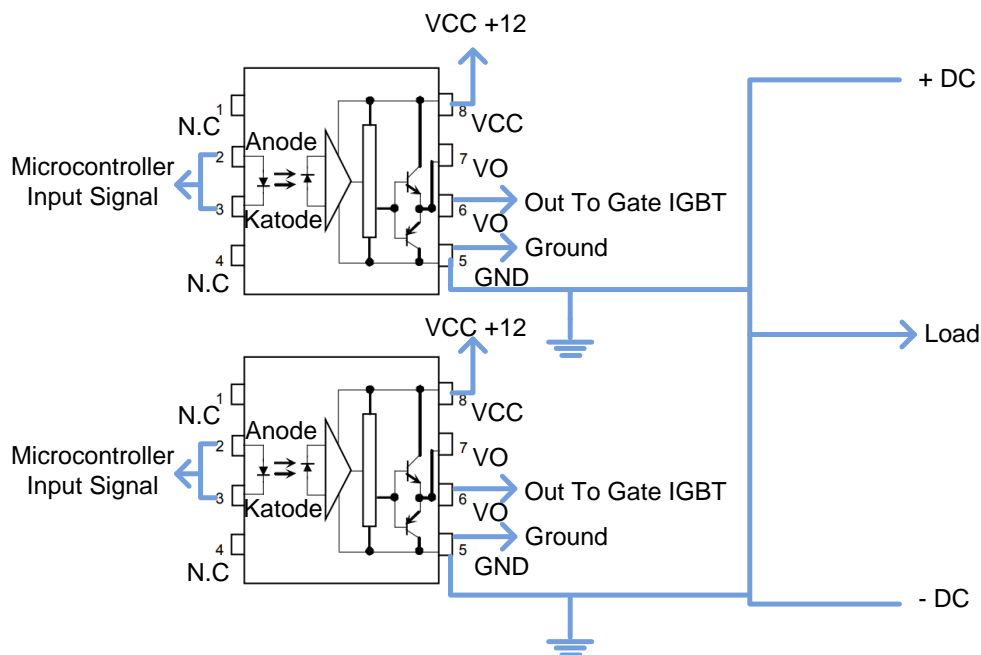 VCC +12
+ DC
1
N.C
8
VCC
Anode
2
7
VO
Microcontroller
Input Signal
3
Katode
6
VO
Out To Gate IGBT
4
N.C
5
GND
Ground
VCC +12
Load
1
N.C
8
VCC
Anode
2
7
VO
Microcontroller
Input Signal
3
Katode
6
VO
Out To Gate IGBT
4
N.C
5
GND
Ground
- DC